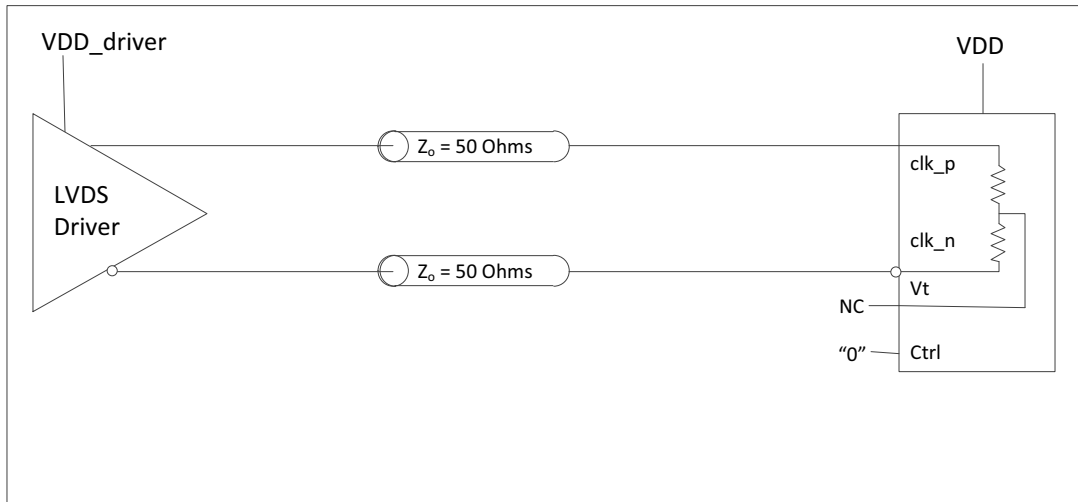 VDD_driver
VDD
Zₒ = 50 Ohms
clk_p
LVDS
Driver
clk_n
Zₒ = 50 Ohms
Vt
NC
“0”
Ctrl